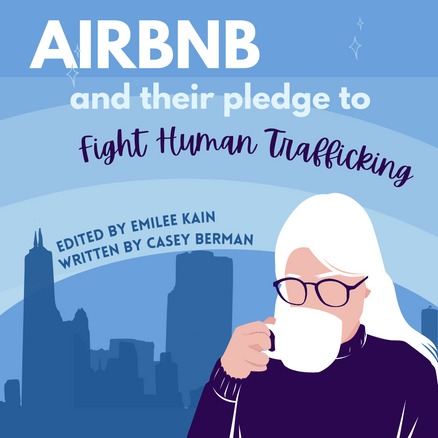 AIRBNB
and their pledge to
Fight Human Trafficking
EDITED BY EMILEE KAIN
WRITTEN BY CASEY BERMAN